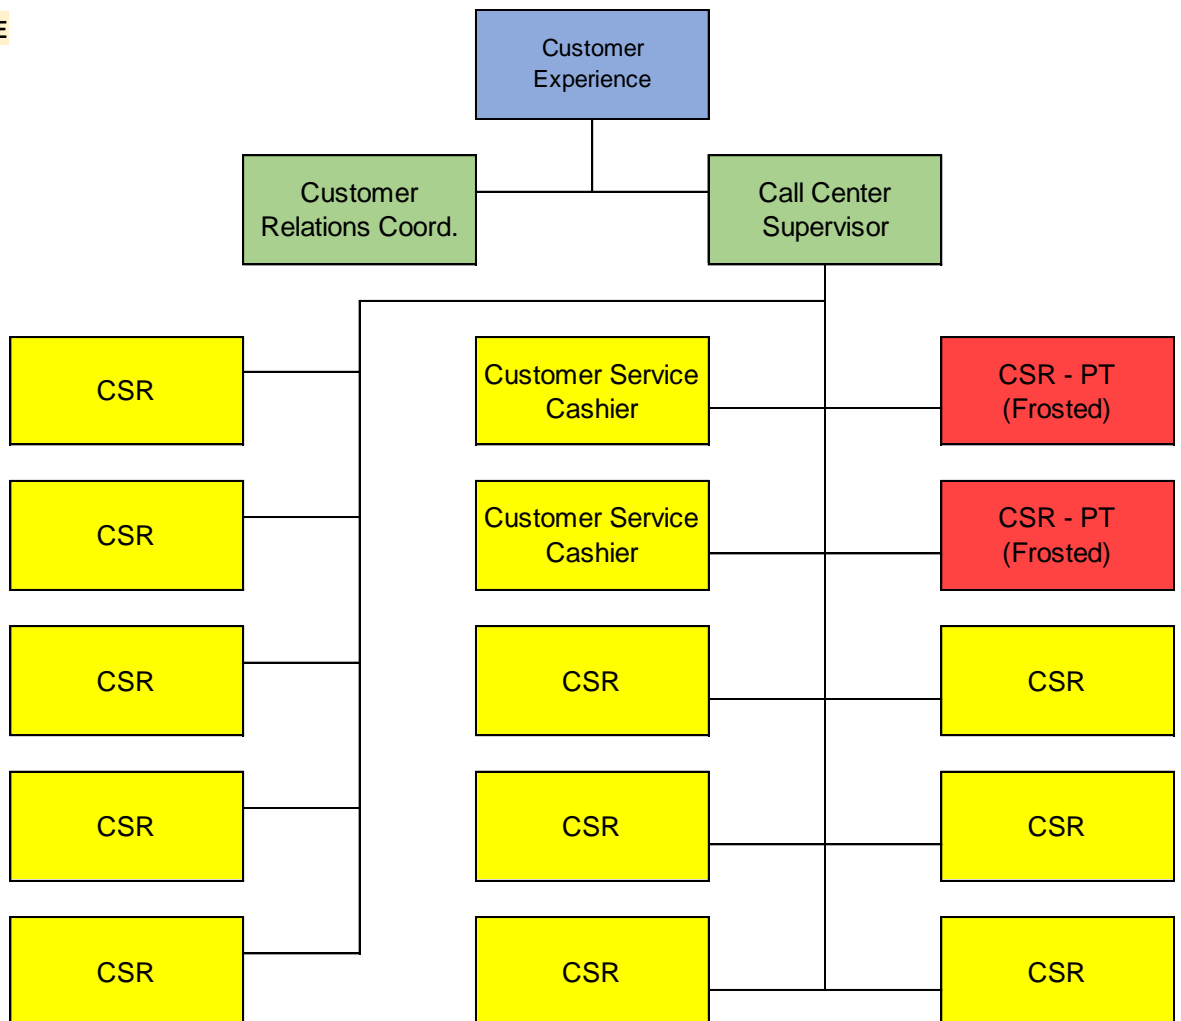 E
Customer
Experience
Customer
Relations Coord.
Call Center
Supervisor
CSR
Customer Service
Cashier
CSR - PT
(Frosted)
CSR
Customer Service
Cashier
CSR - PT
(Frosted)
CSR
CSR
CSR
CSR
CSR
CSR
CSR
CSR
CSR